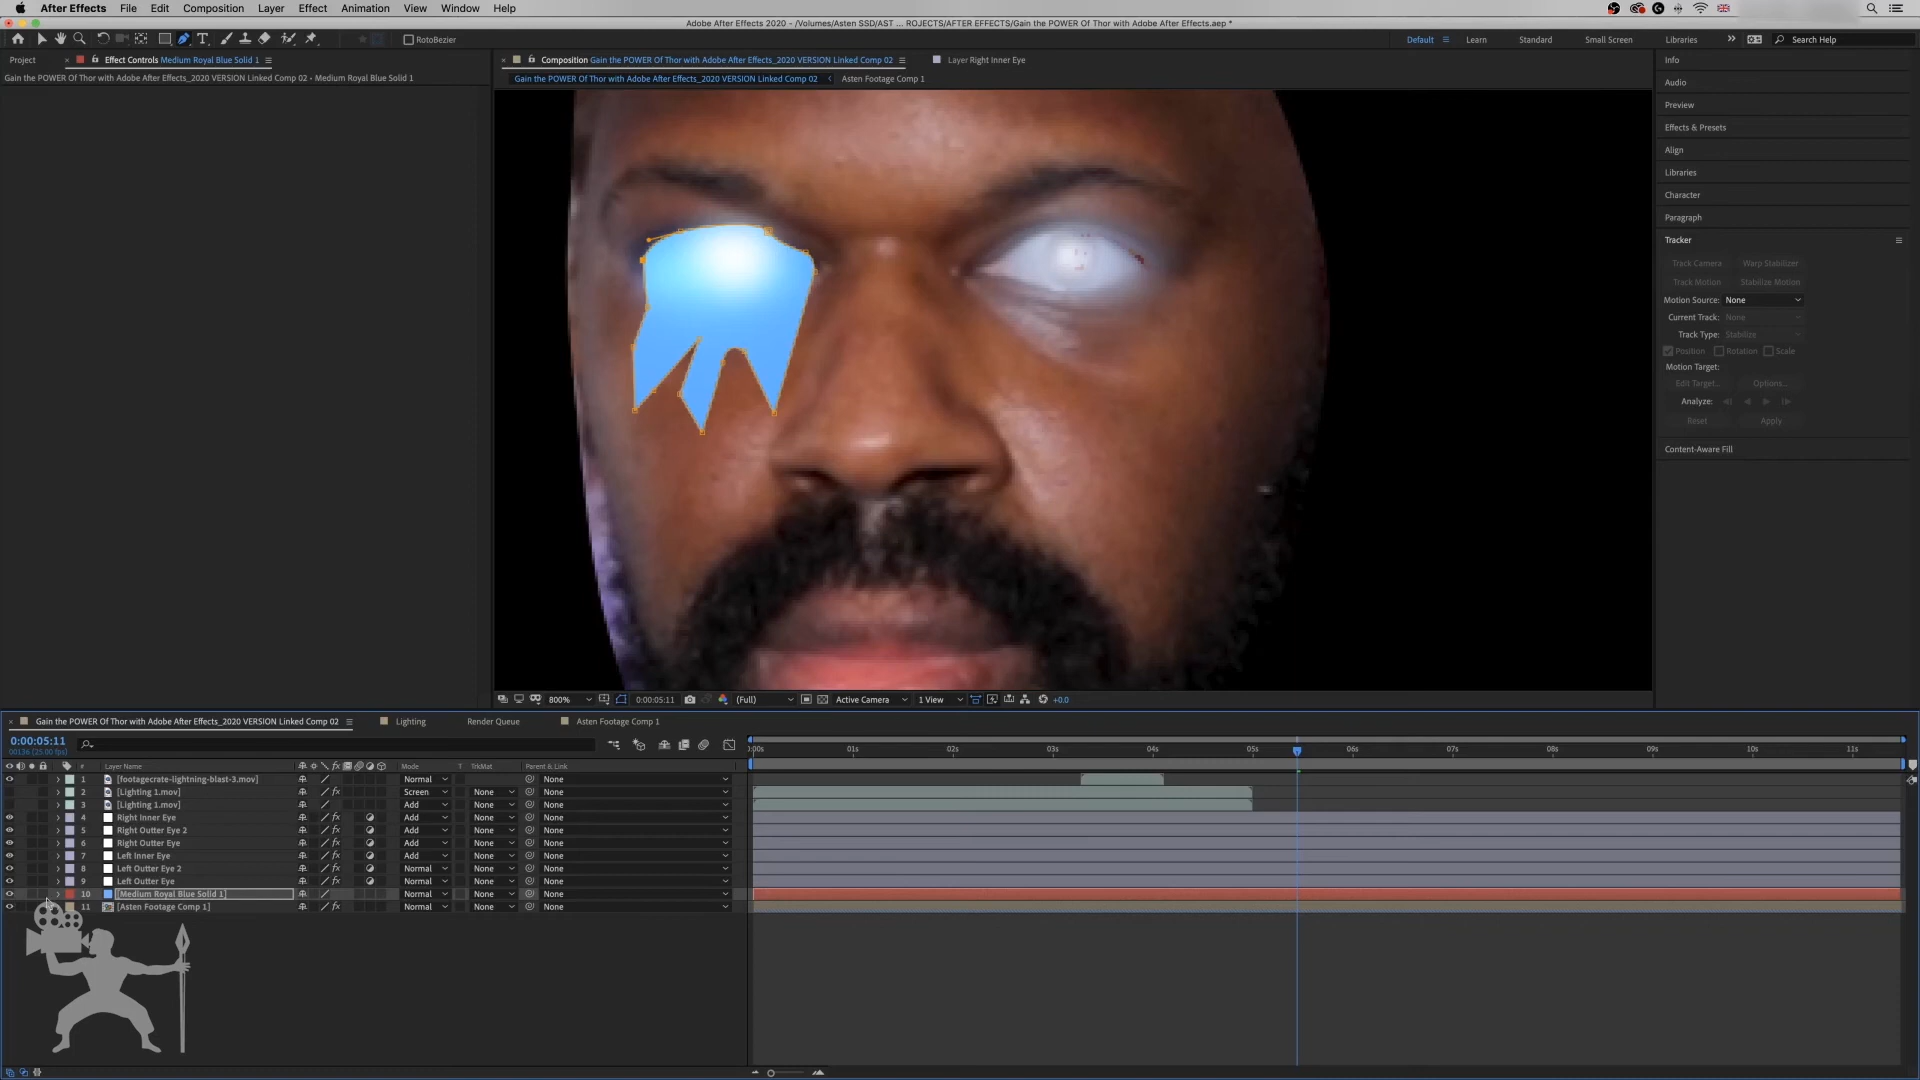 After Effects File Edit Composition Layer Effect Animation View Window Help
Adobe After Effects 2020 - /Volumes/Asten SSD/AST ... ROJECTS/AFTER EFFECTS/Gain the POWER Of Thor with Adobe After Effects.aep *
RotoBezier Default Learn Standard Small Screen Libraries Search Help
Project Effect Controls Medium Royal Blue Solid 1 Composition Gain the POWER Of Thor with Adobe After Effects_2020 VERSION Linked Comp 02 Layer Right Inner Eye Info
Gain the POWER Of Thor with Adobe After Effects_2020 VERSION Linked Comp 02 • Medium Royal Blue Solid 1 Gain the POWER Of Thor with Adobe After Effects_2020 VERSION Linked Comp 02 Asten Footage Comp 1
Audio
Preview
Effects & Presets
Align
Libraries
Character
Paragraph
Tracker
Track Camera Warp Stabilizer
Track Motion Stabilize Motion
Motion Source: None
Current Track: None
Track Type: Stabilize
Position Rotation Scale
Motion Target:
Edit Target... Options...
Analyze:
Reset Apply
Content-Aware Fill
800% 0:00:05:11 (Full) Active Camera 1 View +0.0
Gain the POWER Of Thor with Adobe After Effects_2020 VERSION Linked Comp 02 Lighting Render Queue Asten Footage Comp 1
0:00:05:11
00136 (25.00 fps)
:00s 01s 02s 03s 04s 05s 06s 07s 08s 09s 10s 11s
# Layer Name Mode T TrkMat Parent & Link
1 [footagecrate-lightning-blast-3.mov] Normal None
2 [Lighting 1.mov] Screen None None
3 [Lighting 1.mov] Add None None
4 Right Inner Eye Add None None
5 Right Outter Eye 2 Add None None
6 Right Outter Eye Add None None
7 Left Inner Eye Add None None
8 Left Outter Eye 2 Normal None None
9 Left Outter Eye Normal None None
10 [Medium Royal Blue Solid 1] Normal None None
11 [Asten Footage Comp 1] Normal None None